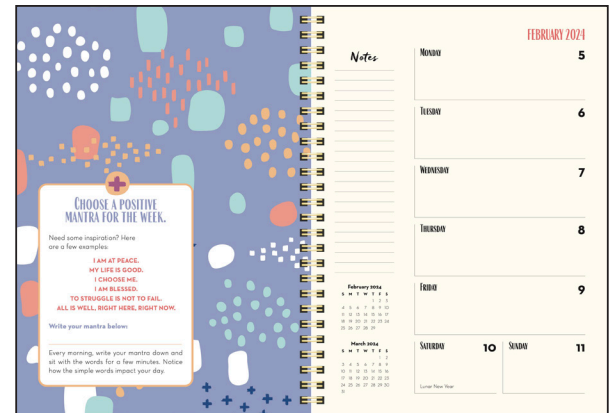 CHOOSE A POSITIVE
MANTRA FOR THE WEEK.
Need some inspiration? Here
are a few examples:
I AM AT PEACE.
MY LIFE IS GOOD.
I CHOOSE ME.
I AM BLESSED.
TO STRUGGLE IS NOT TO FAIL.
ALL IS WELL, RIGHT HERE, RIGHT NOW.
Write your mantra below:
Every morning, write your mantra down and
sit with the words for a few minutes. Notice
how the simple words impact your day.
Notes
February 2024
S M T W T F S
1 2 3
4 5 6 7 8 9 10
11 12 13 14 15 16 17
18 19 20 21 22 23 24
25 26 27 28 29
March 2024
S M T W T F S
1 2
3 4 5 6 7 8 9
10 11 12 13 14 15 16
17 18 19 20 21 22 23
24 25 26 27 28 29 30
31
FEBRUARY 2024
MONDAY 5
TUESDAY 6
WEDNESDAY 7
THURSDAY 8
FRIDAY 9
SATURDAY 10 SUNDAY 11
Lunar New Year